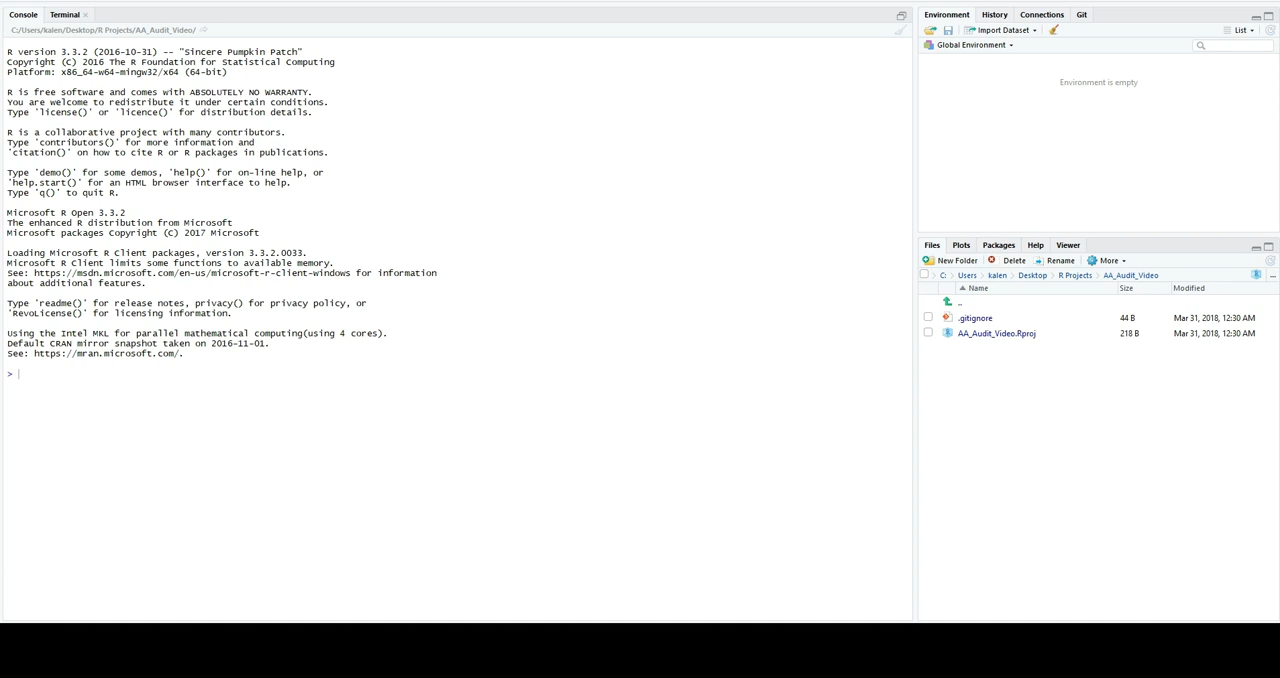 Console Terminal
C:/Users/kalen/Desktop/R Projects/AA_Audit_Video/
R version 3.3.2 (2016-10-31) -- "Sincere Pumpkin Patch"
Copyright (C) 2016 The R Foundation for Statistical Computing
Platform: x86_64-w64-mingw32/x64 (64-bit)
R is free software and comes with ABSOLUTELY NO WARRANTY.
You are welcome to redistribute it under certain conditions.
Type 'license()' or 'licence()' for distribution details.
R is a collaborative project with many contributors.
Type 'contributors()' for more information and
'citation()' on how to cite R or R packages in publications.
Type 'demo()' for some demos, 'help()' for on-line help, or
'help.start()' for an HTML browser interface to help.
Type 'q()' to quit R.
Microsoft R Open 3.3.2
The enhanced R distribution from Microsoft
Microsoft packages Copyright (C) 2017 Microsoft
Loading Microsoft R Client packages, version 3.3.2.0033.
Microsoft R Client limits some functions to available memory.
See: https://msdn.microsoft.com/en-us/microsoft-r-client-windows for information
about additional features.
Type 'readme()' for release notes, privacy() for privacy policy, or
'RevoLicense()' for licensing information.
Using the Intel MKL for parallel mathematical computing(using 4 cores).
Default CRAN mirror snapshot taken on 2016-11-01.
See: https://mran.microsoft.com/.
>
Environment History Connections Git
Import Dataset List
Global Environment
Environment is empty
Files Plots Packages Help Viewer
New Folder Delete Rename More
C: Users kalen Desktop R Projects AA_Audit_Video ...
Name Size Modified
..
.gitignore 44 B Mar 31, 2018, 12:30 AM
AA_Audit_Video.Rproj 218 B Mar 31, 2018, 12:30 AM